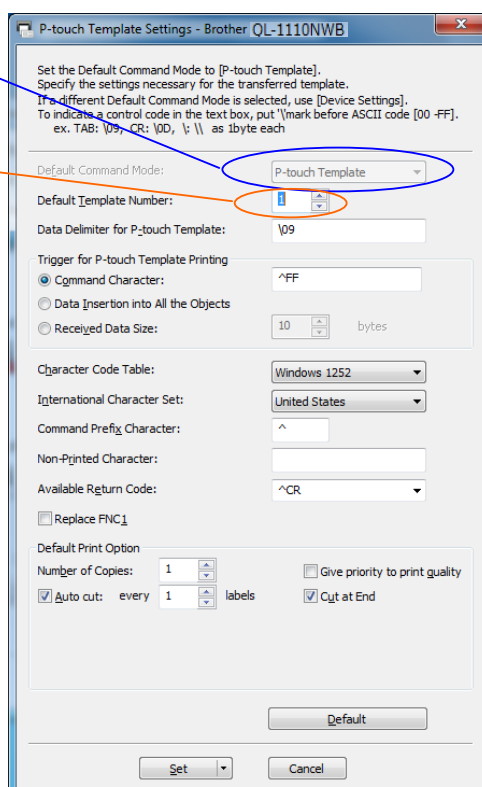 P-touch Template Settings - Brother QL-1110NWB
Set the Default Command Mode to [P-touch Template].
Specify the settings necessary for the transferred template.
If a different Default Command Mode is selected, use [Device Settings].
To indicate a control code in the text box, put '\'mark before ASCII code [00 -FF].
ex. TAB: \09, CR: \0D, \: \\ as 1byte each
Default Command Mode: P-touch Template
Default Template Number: 1
Data Delimiter for P-touch Template: \09
Trigger for P-touch Template Printing
Command Character: ^FF
Data Insertion into All the Objects
Received Data Size: 10 bytes
Character Code Table: Windows 1252
International Character Set: United States
Command Prefix Character: ^
Non-Printed Character:
Available Return Code: ^CR
Replace FNC1
Default Print Option
Number of Copies: 1 Give priority to print quality
Auto cut: every 1 labels Cut at End
Default
Set Cancel